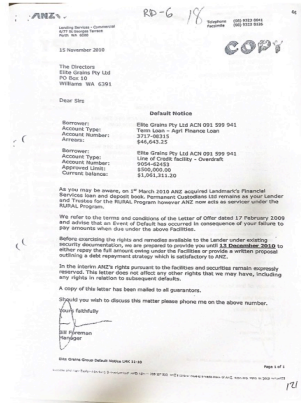 RD-6 18
ANZ
Lending Services - Commercial
6/77 St Georges Terrace
Perth WA 6000
Telephone (08)
Facsimile (08)
COPY
15 November 2010
The Directors
Elite Grains Pty Ltd
PO Box 10
Williams WA 6391
Dear Sirs
Default Notice
Borrower: Elite Grains Pty Ltd ACN 091 599 941
Account Type: Term Loan - Agri Finance Loan
Account Number: 3717-08315
Arrears: $46,643.25
Borrower: Elite Grains Pty Ltd ACN 091 599 941
Account Type: Line of Credit facility - Overdraft
Account Number: 9054-62453
Approved Limit: $500,000.00
Current balance: $1,061,311.20
As you may be aware, on 1st March 2010 ANZ acquired Landmark's Financial
Services loan and deposit book. Permanent Custodians Ltd remains as your Lender
and Trustee for the RURAL Program however ANZ now acts as servicer under the
RURAL Program.
We refer to the terms and conditions of the Letter of Offer dated 17 February 2009
and advise that an Event of Default has occurred in consequence of your failure to
pay amounts when due under the above Facilities.
Before exercising the rights and remedies available to the Lender under existing
security documentation, we are prepared to provide you until 13 December 2010 to
either repay the full amounts owing under the Facilities or provide a written proposal
outlining a debt repayment strategy which is satisfactory to ANZ.
In the interim ANZ's rights pursuant to the facilities and securities remain expressly
reserved. This letter does not affect any other rights that we may have, including
any rights in relation to subsequent defaults.
A copy of this letter has been mailed to all guarantors.
Should you wish to discuss this matter please phone me on the above number.
Yours faithfully
Manager
Elite Grains Group Default Notice
Page 1 of 1
121